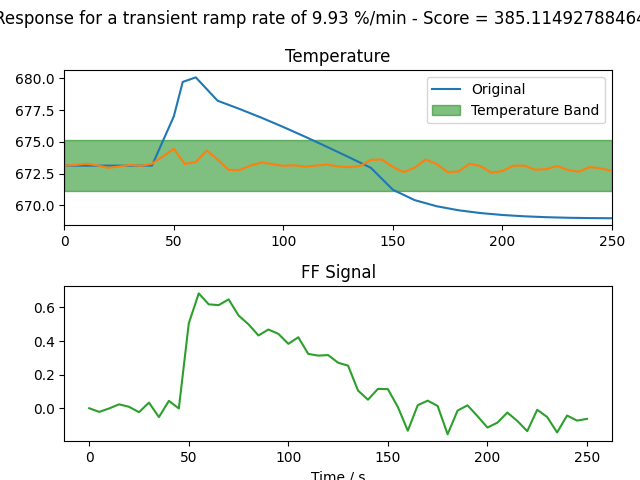 Response for a transient ramp rate of 9.93 %/min - Score = 385.1149278846
Temperature
680.0
677.5
675.0
672.5
670.0
Original
Temperature Band
0 50 100 150 200 250
FF Signal
0.6
0.4
0.2
0.0
0 50 100 150 200 250
Time / s